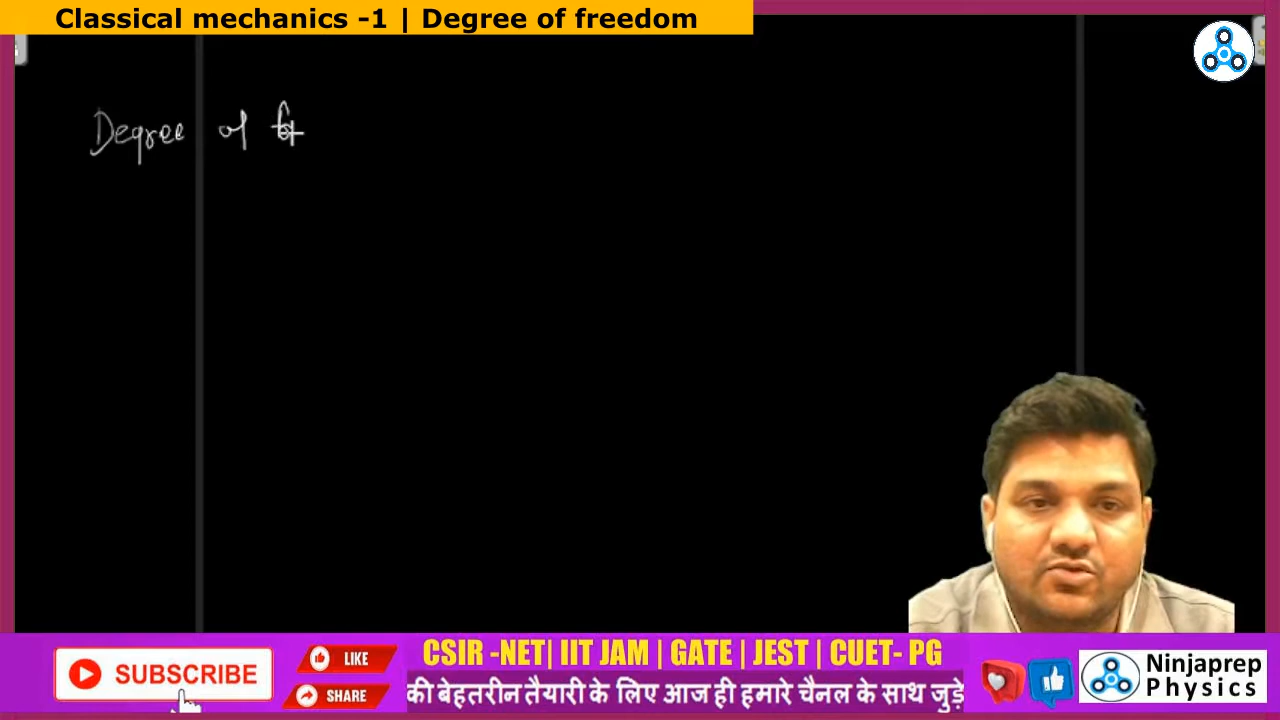 Classical mechanics -1 | Degree of freedom
Degree of
SUBSCRIBE
LIKE
SHARE
CSIR -NET| IIT JAM | GATE | JEST | CUET- PG
की बेहतरीन तैयारी के लिए आज ही हमारे चैनल के साथ जुड़े
Ninjaprep
Physics